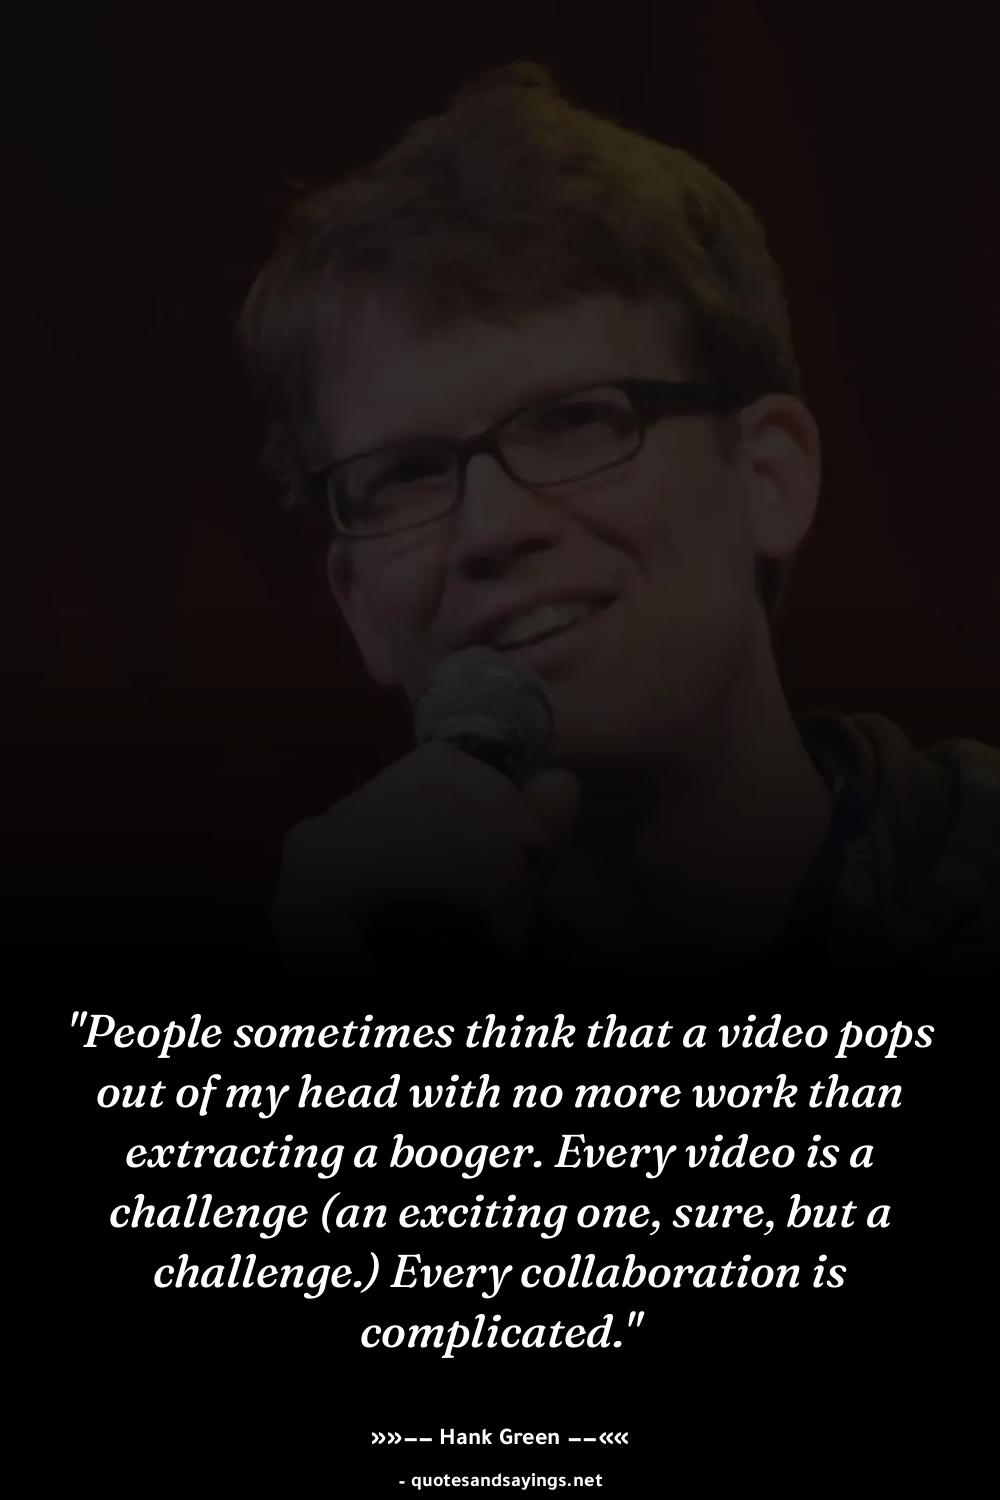 "People sometimes think that a video pops
out of my head with no more work than
extracting a booger. Every video is a
challenge (an exciting one, sure, but a
challenge.) Every collaboration is
complicated."
»»–– Hank Green ––««
- quotesandsayings.net